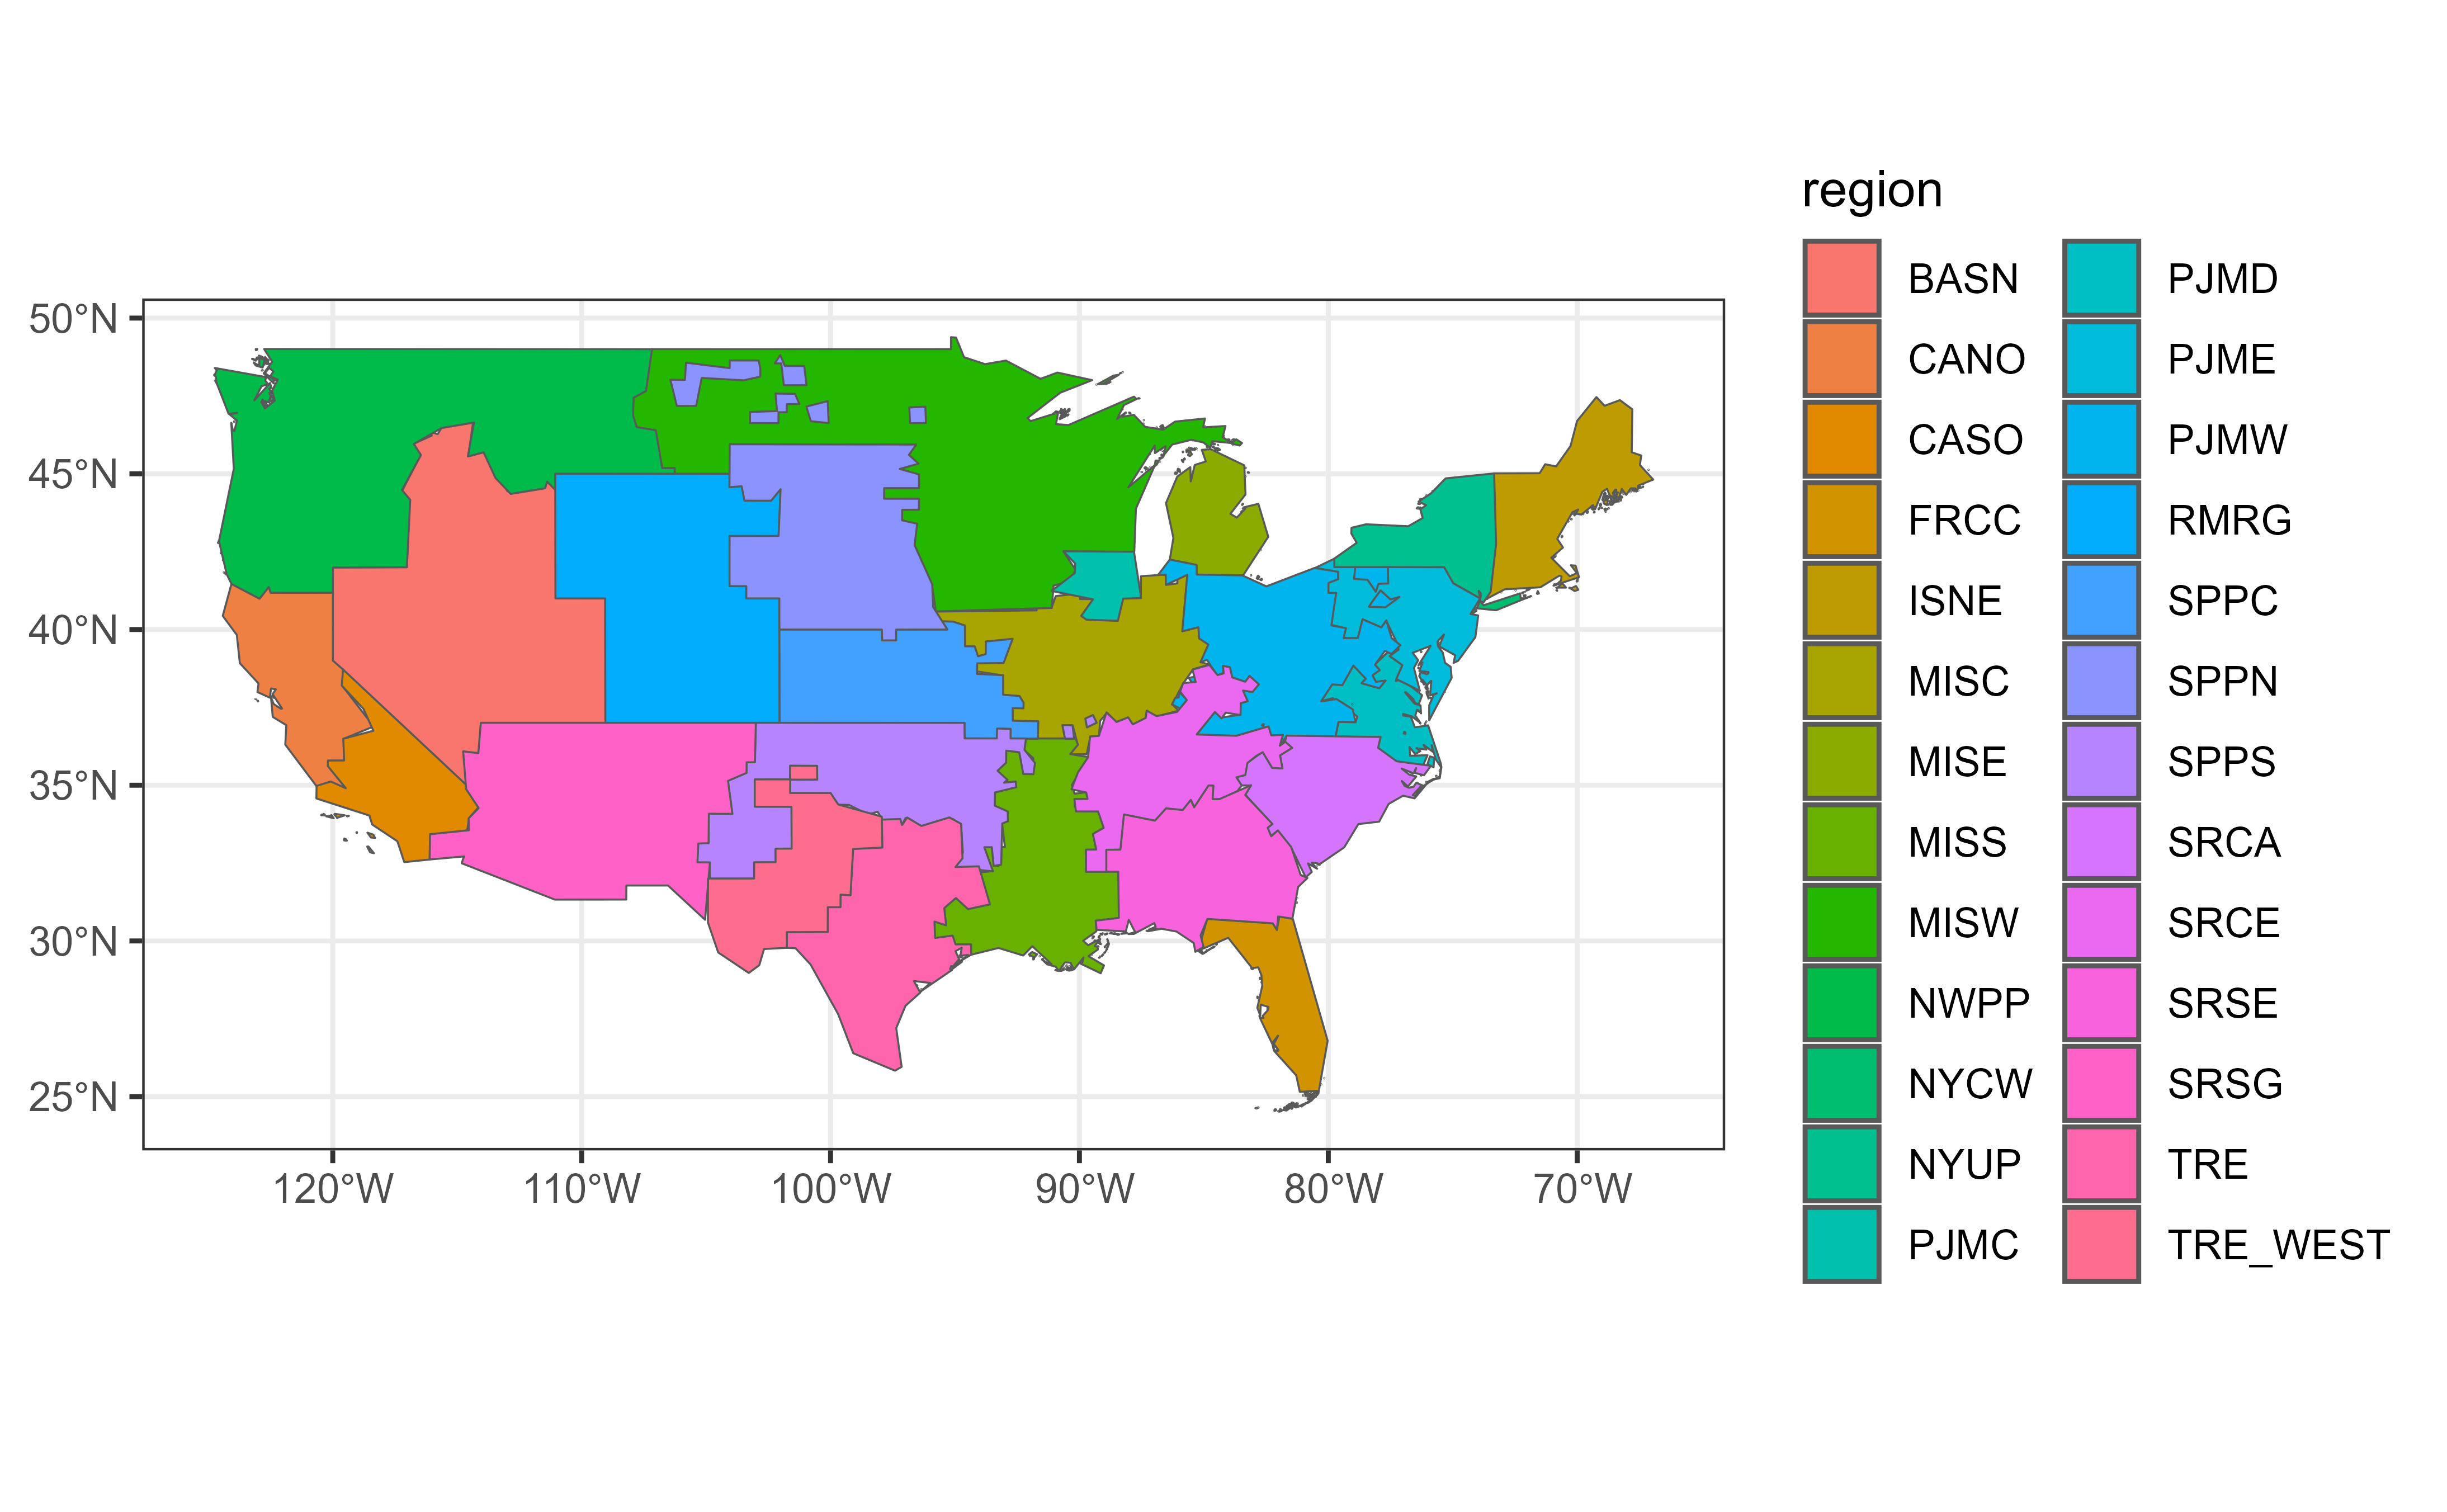 region
BASN
CANO
CASO
FRCC
ISNE
MISC
MISE
MISS
MISW
NWPP
NYCW
NYUP
PJMC
PJMD
PJME
PJMW
RMRG
SPPC
SPPN
SPPS
SRCA
SRCE
SRSE
SRSG
TRE
TRE_WEST
50°N
45°N
40°N
35°N
30°N
25°N
120°W
110°W
100°W
90°W
80°W
70°W